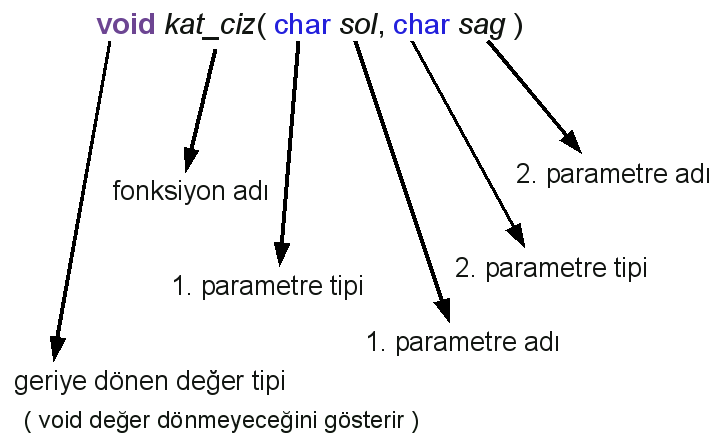 void kat_ciz( char sol, char sag )
2. parametre adı
fonksiyon adı
2. parametre tipi
1. parametre tipi
1. parametre adı
geriye dönen değer tipi
( void değer dönmeyeceğini gösterir )